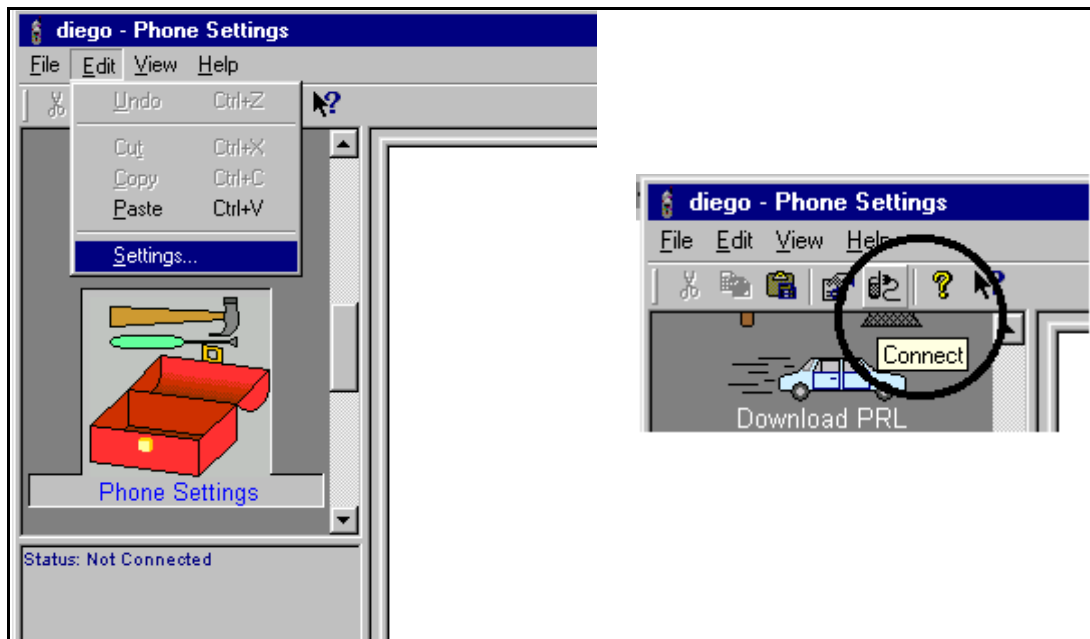 diego - Phone Settings
File Edit View Help
Undo Ctrl+Z
Cut Ctrl+X
Copy Ctrl+C
Paste Ctrl+V
Settings...
Phone Settings
Status: Not Connected
diego - Phone Settings
File Edit View Help
Connect
Download PRL